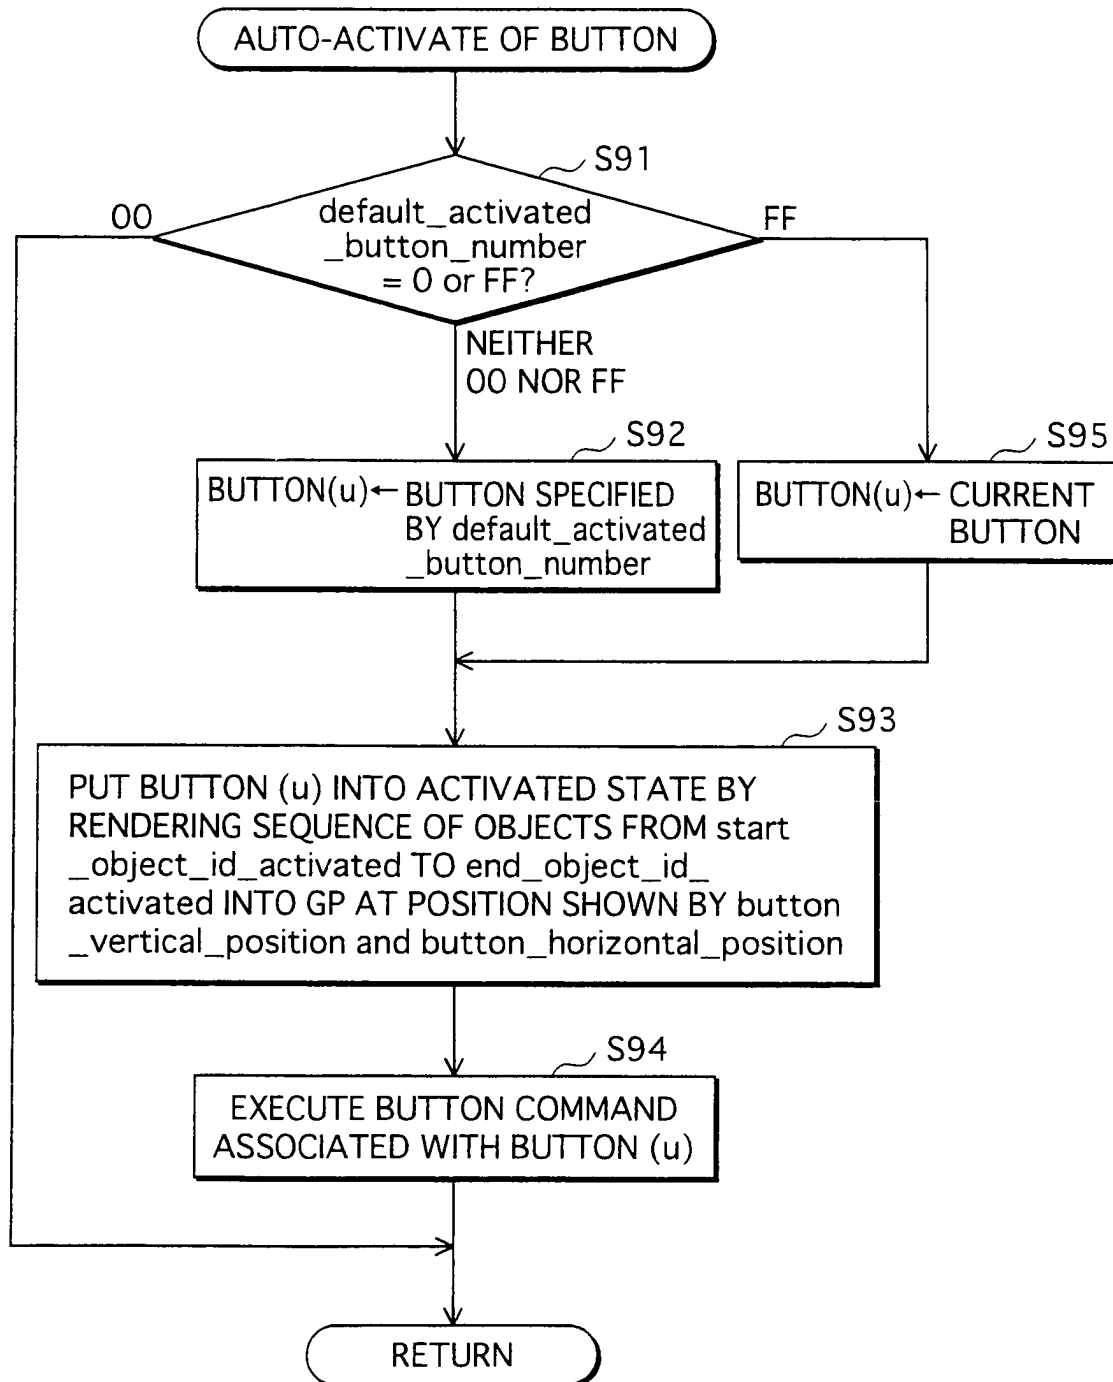 AUTO-ACTIVATE OF BUTTON
S91
00
default_activated
_button_number
= 0 or FF?
FF
NEITHER
00 NOR FF
S92
BUTTON(u)← BUTTON SPECIFIED
BY default_activated
_button_number
S95
BUTTON(u)← CURRENT
BUTTON
S93
PUT BUTTON (u) INTO ACTIVATED STATE BY
RENDERING SEQUENCE OF OBJECTS FROM start
_object_id_activated TO end_object_id_
activated INTO GP AT POSITION SHOWN BY button
_vertical_position and button_horizontal_position
S94
EXECUTE BUTTON COMMAND
ASSOCIATED WITH BUTTON (u)
RETURN